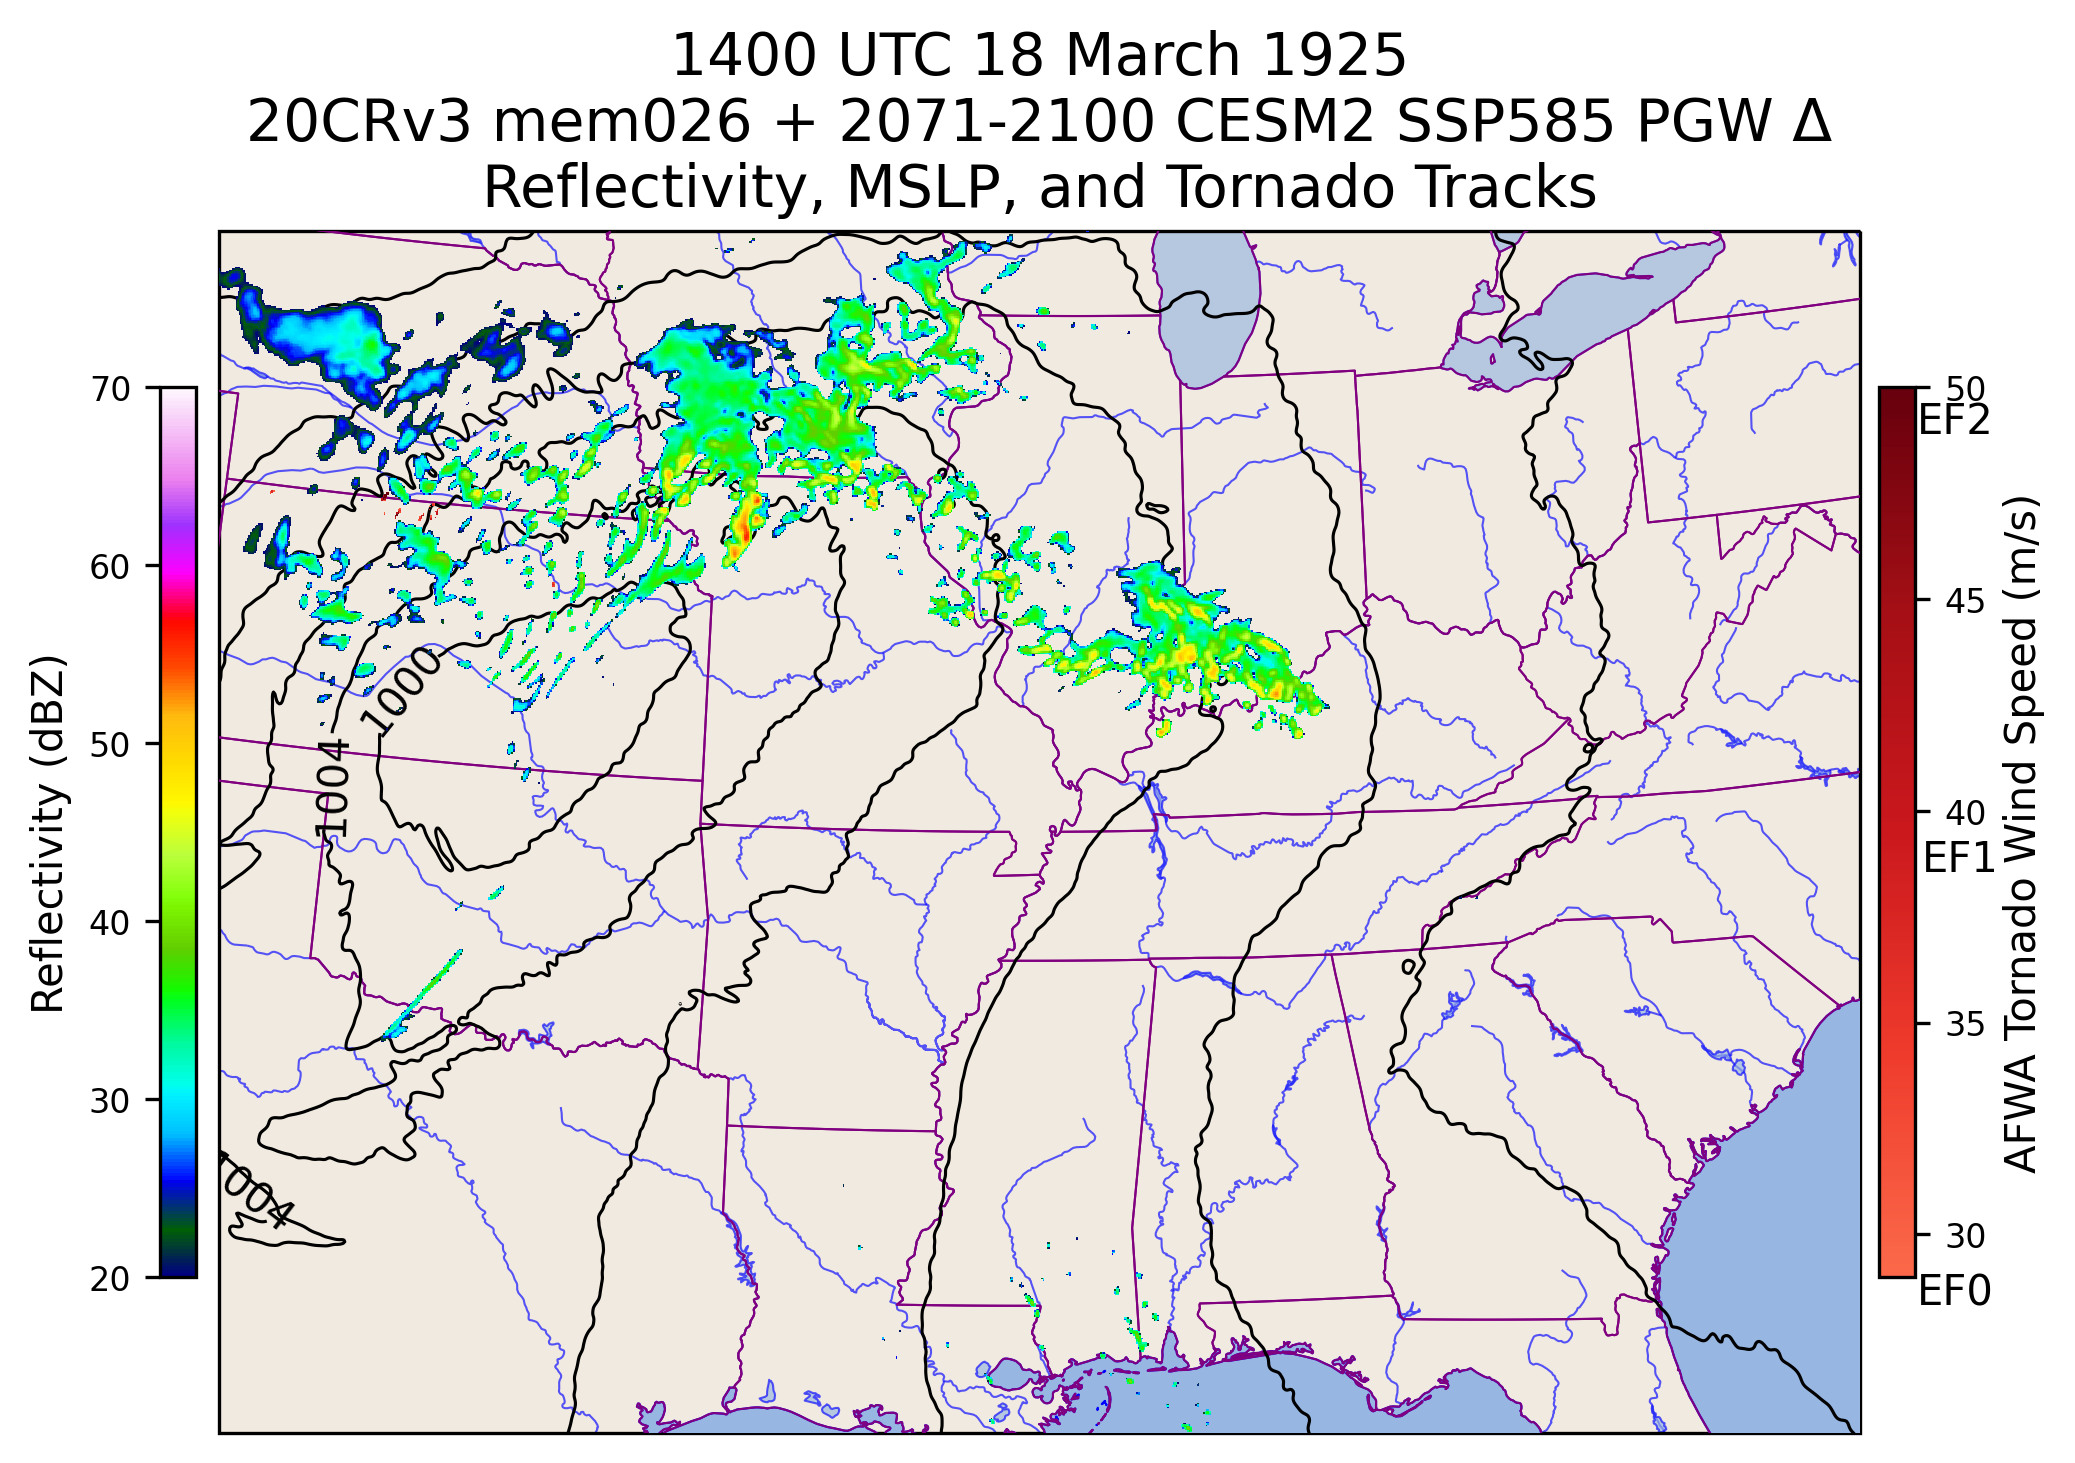 1400 UTC 18 March 1925
20CRv3 mem026 + 2071-2100 CESM2 SSP585 PGW Δ
Reflectivity, MSLP, and Tornado Tracks
70
60
50
40
30
20
Reflectivity (dBZ)
1000
1004
1004
50
EF2
45
40
EF1
35
30
EF0
AFWA Tornado Wind Speed (m/s)